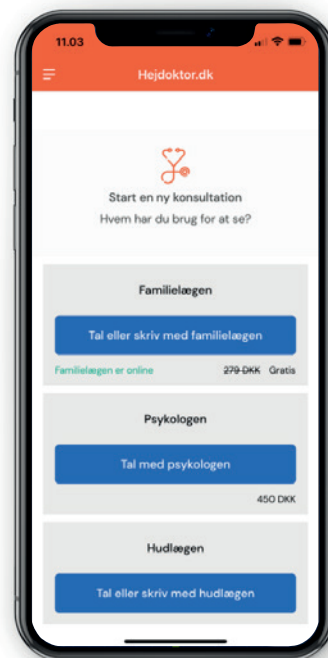 11.03
Hejdoktor.dk
Start en ny konsultation
Hvem har du brug for at se?
Familielægen
Tal eller skriv med familielægen
Familielægen er online 279 DKK Gratis
Psykologen
Tal med psykologen
450 DKK
Hudlægen
Tal eller skriv med hudlægen